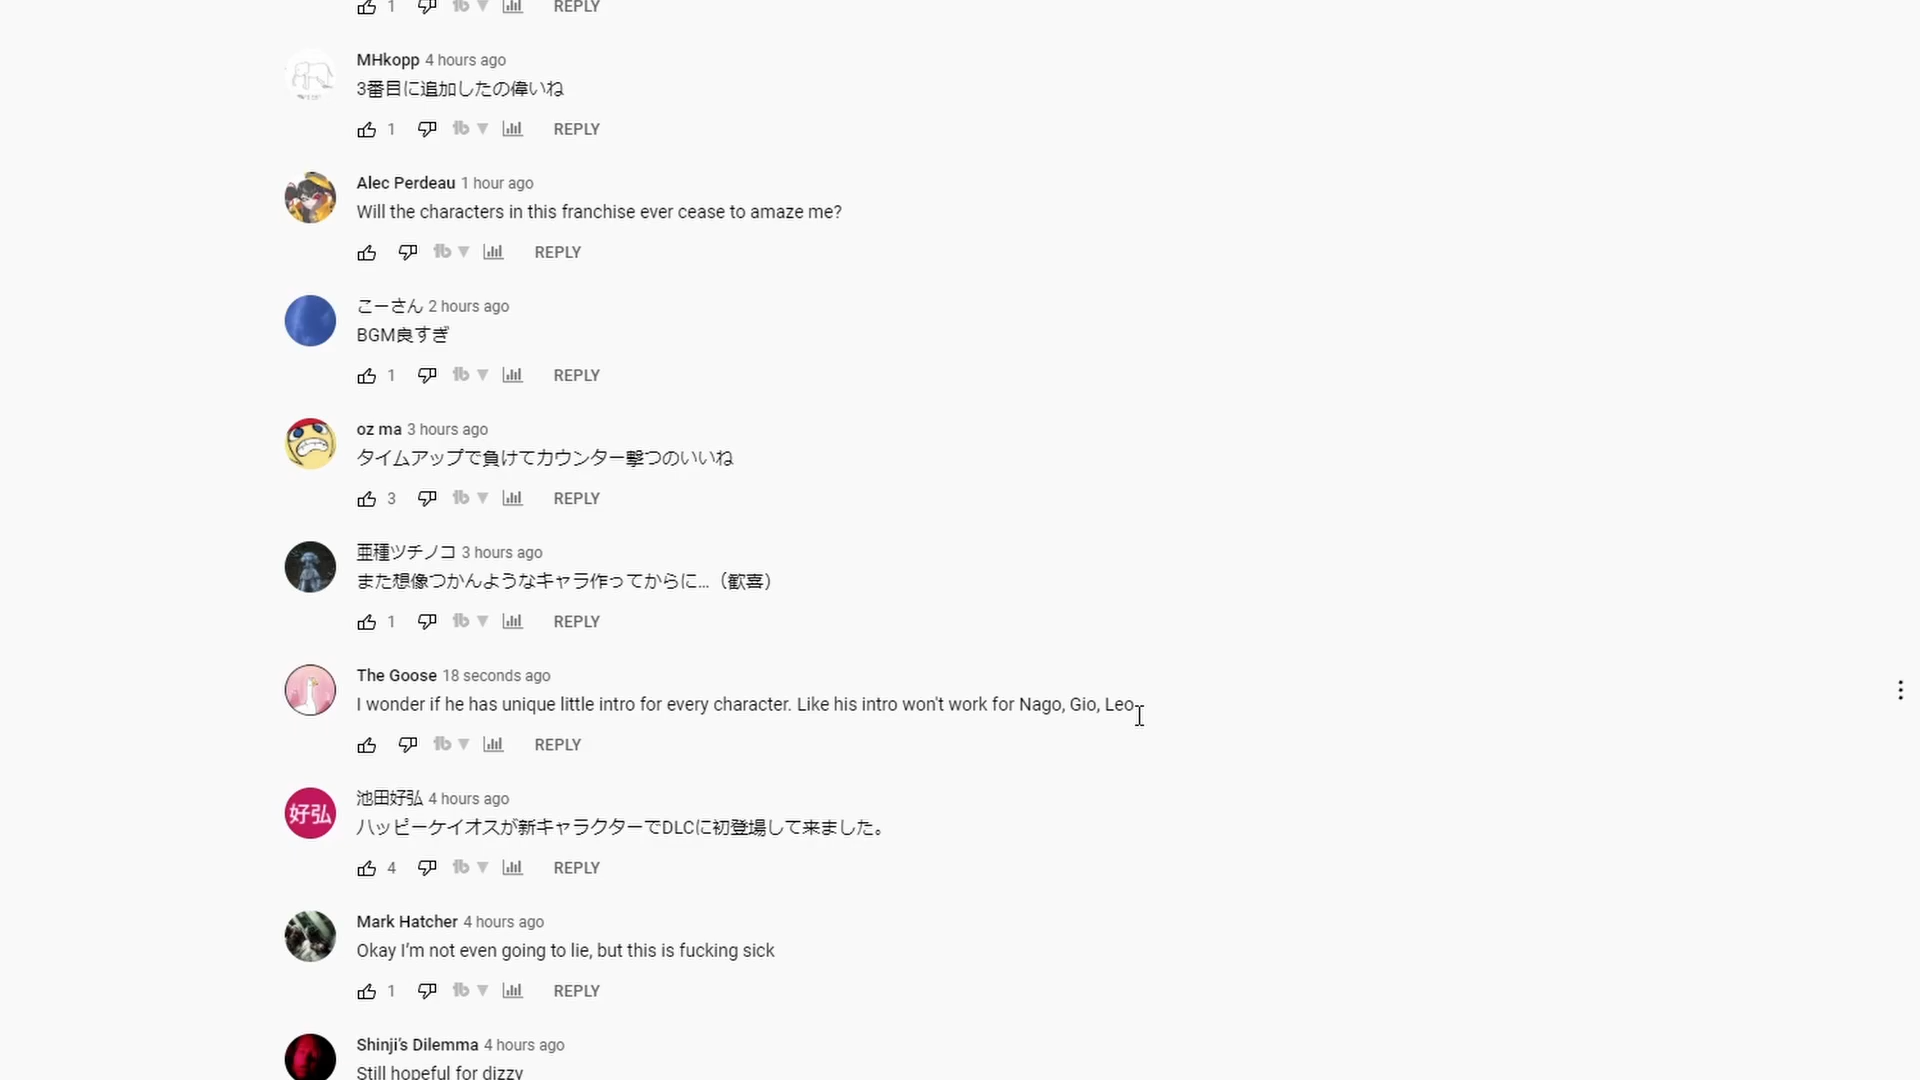 1 REPLY
MHkopp 4 hours ago
3番目に追加したの偉いね
1 REPLY
Alec Perdeau 1 hour ago
Will the characters in this franchise ever cease to amaze me?
REPLY
こーさん 2 hours ago
BGM良すぎ
1 REPLY
oz ma 3 hours ago
タイムアップで負けてカウンター撃つのいいね
3 REPLY
亜種ツチノコ 3 hours ago
また想像つかんようなキャラ作ってからに...（歓喜）
1 REPLY
The Goose 18 seconds ago
I wonder if he has unique little intro for every character. Like his intro won't work for Nago, Gio, Leo.
REPLY
好弘
池田好弘 4 hours ago
ハッピーケイオスが新キャラクターでDLCに初登場して来ました。
4 REPLY
Mark Hatcher 4 hours ago
Okay I’m not even going to lie, but this is fucking sick
1 REPLY
Shinji’s Dilemma 4 hours ago
Still hopeful for dizzy